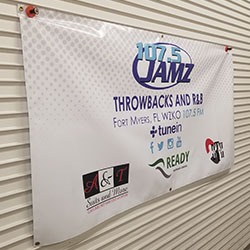 107.5
JAMZ
THROWBACKS AND R&B
FORT MYERS, FL WZKO 107.5 FM
tunein
READY
A & T
Suits and More